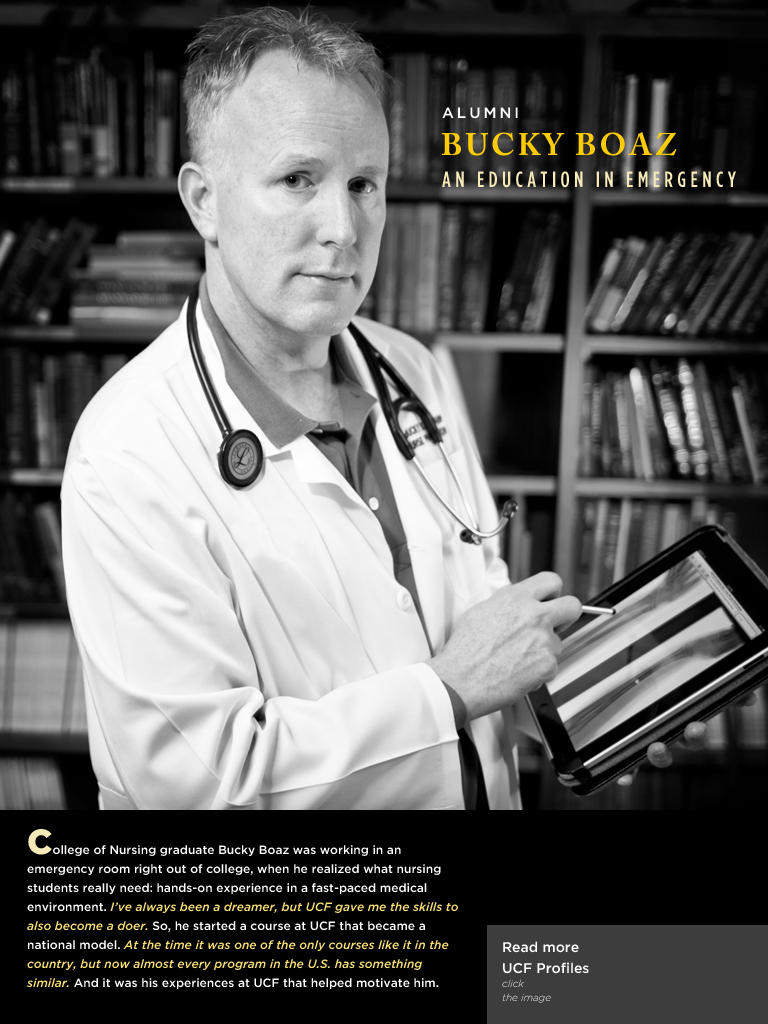 ALUMNI
BUCKY BOAZ
AN EDUCATION IN EMERGENCY
College of Nursing graduate Bucky Boaz was working in an
emergency room right out of college, when he realized what nursing
students really need: hands-on experience in a fast-paced medical
environment. I've always been a dreamer, but UCF gave me the skills to
also become a doer. So, he started a course at UCF that became a
national model. At the time it was one of the only courses like it in the
country, but now almost every program in the U.S. has something
similar. And it was his experiences at UCF that helped motivate him.
Read more
UCF Profiles
click
the image